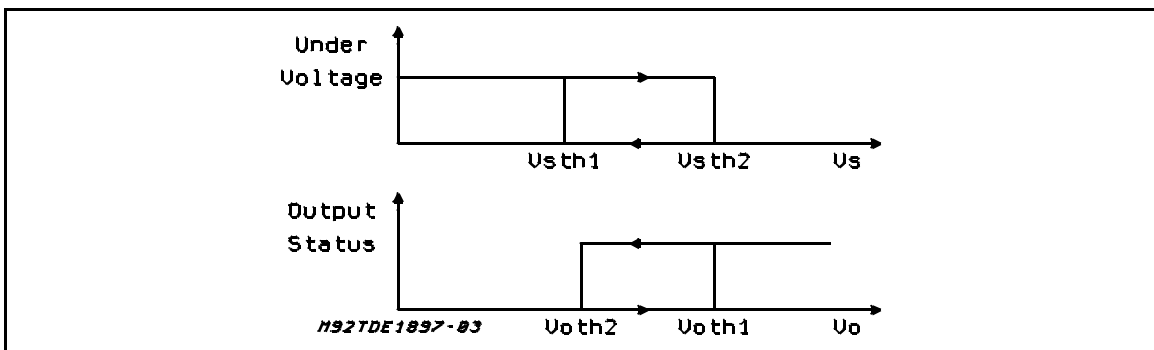 Under
Voltage
Vsth1 Vsth2 Vs
Output
Status
M92TDE1897-03 Voth2 Voth1 Vo